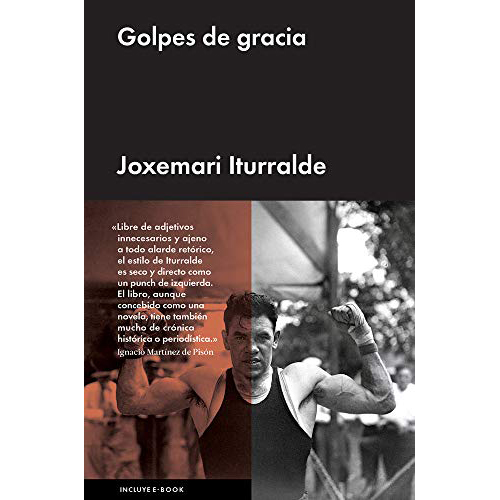 Golpes de gracia
Joxemari Iturralde
«Libre de adjetivos
innecesarios y ajeno
a todo alarde retórico,
el estilo de Iturralde
es seco y directo como
un punch de izquierda.
El libro, aunque
concebido como una
novela, tiene también
mucho de crónica
histórica o periodística.»
Ignacio Martínez de Pisón
INCLUYE E-BOOK